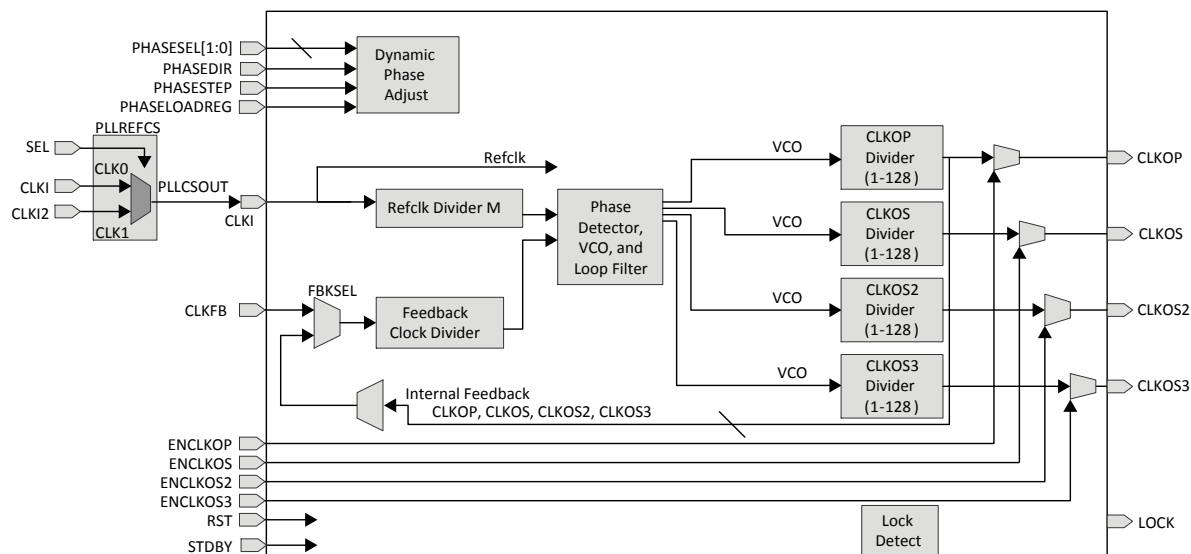 PHASESEL[1:0]
PHASEDIR
PHASESTEP
PHASELOADREG
Dynamic
Phase
Adjust
PLLREFCS
SEL
CLK0
CLKI
CLKI2
CLK1
PLLCSOUT
CLKI
Refclk
Refclk Divider M
Phase
Detector,
VCO, and
Loop Filter
VCO
CLKOP
Divider
(1-128)
CLKOP
VCO
CLKOS
Divider
(1-128)
CLKOS
CLKFB
FBKSEL
Feedback
Clock Divider
VCO
CLKOS2
Divider
(1-128)
CLKOS2
VCO
CLKOS3
Divider
(1-128)
CLKOS3
Internal Feedback
CLKOP, CLKOS, CLKOS2, CLKOS3
ENCLKOP
ENCLKOS
ENCLKOS2
ENCLKOS3
RST
STDBY
Lock
Detect
LOCK